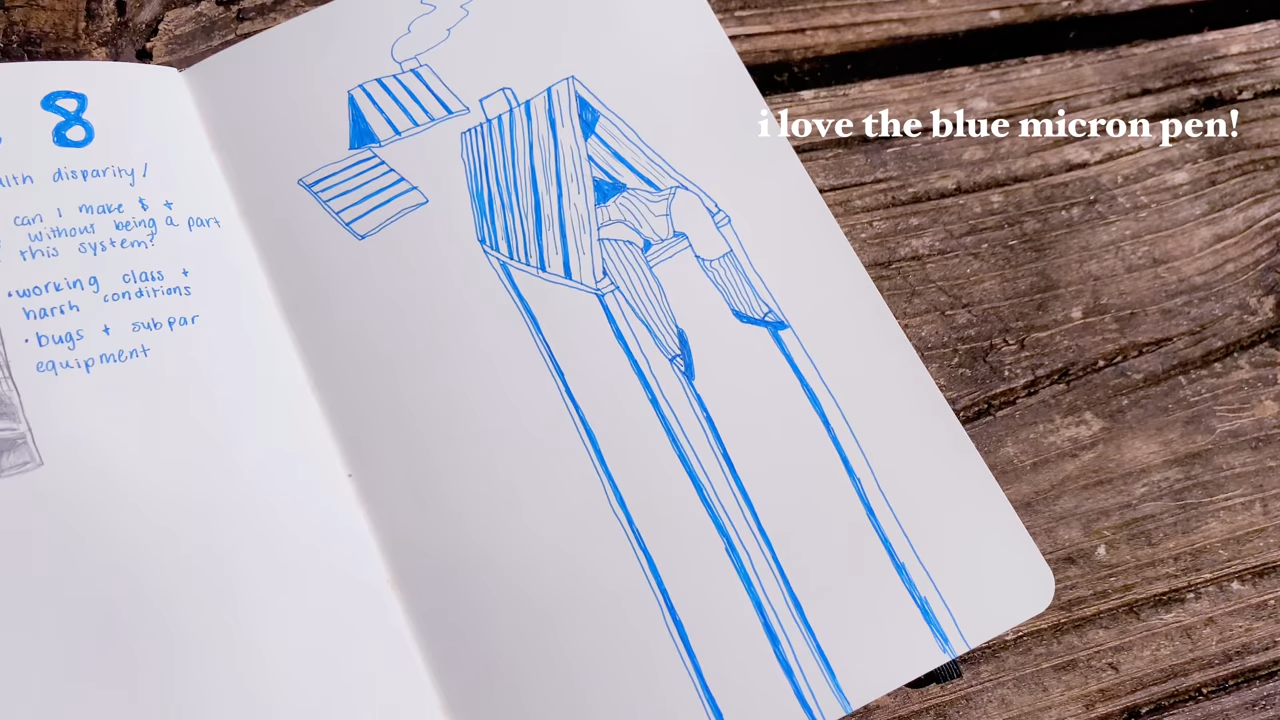 8
disparity/
can i make $ +
without being a part
this system?
•working class +
harsh conditions
•bugs + subpar
equipment
i love the blue micron pen!